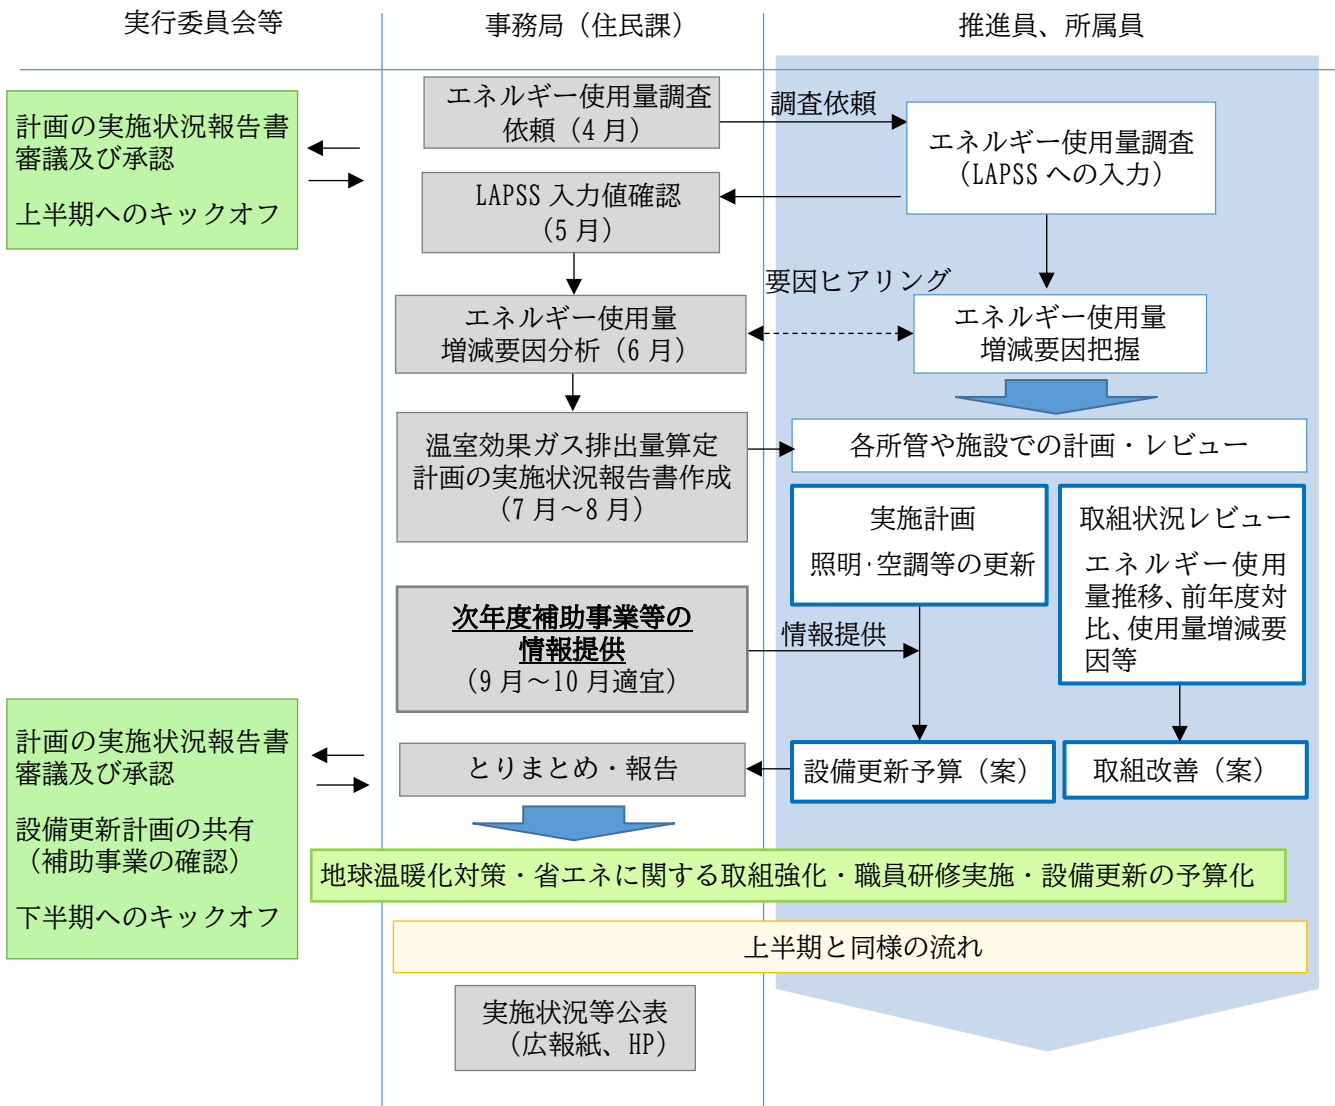 実行委員会等
事務局（住民課）
推進員、所属員
計画の実施状況報告書
審議及び承認
上半期へのキックオフ
エネルギー使用量調査
依頼（4月）
調査依頼
エネルギー使用量調査
（LAPSSへの入力）
LAPSS入力値確認
（5月）
要因ヒアリング
エネルギー使用量
増減要因分析（6月）
エネルギー使用量
増減要因把握
温室効果ガス排出量算定
計画の実施状況報告書作成
（7月～8月）
各所管や施設での計画・レビュー
実施計画
照明･空調等の更新
取組状況レビュー
エネルギー使用
量推移、前年度対
比、使用量増減要
因等
次年度補助事業等の
情報提供
（9月～10月適宜）
情報提供
計画の実施状況報告書
審議及び承認
設備更新計画の共有
（補助事業の確認）
下半期へのキックオフ
とりまとめ・報告
設備更新予算（案）
取組改善（案）
地球温暖化対策・省エネに関する取組強化・職員研修実施・設備更新の予算化
上半期と同様の流れ
実施状況等公表
（広報紙、HP）